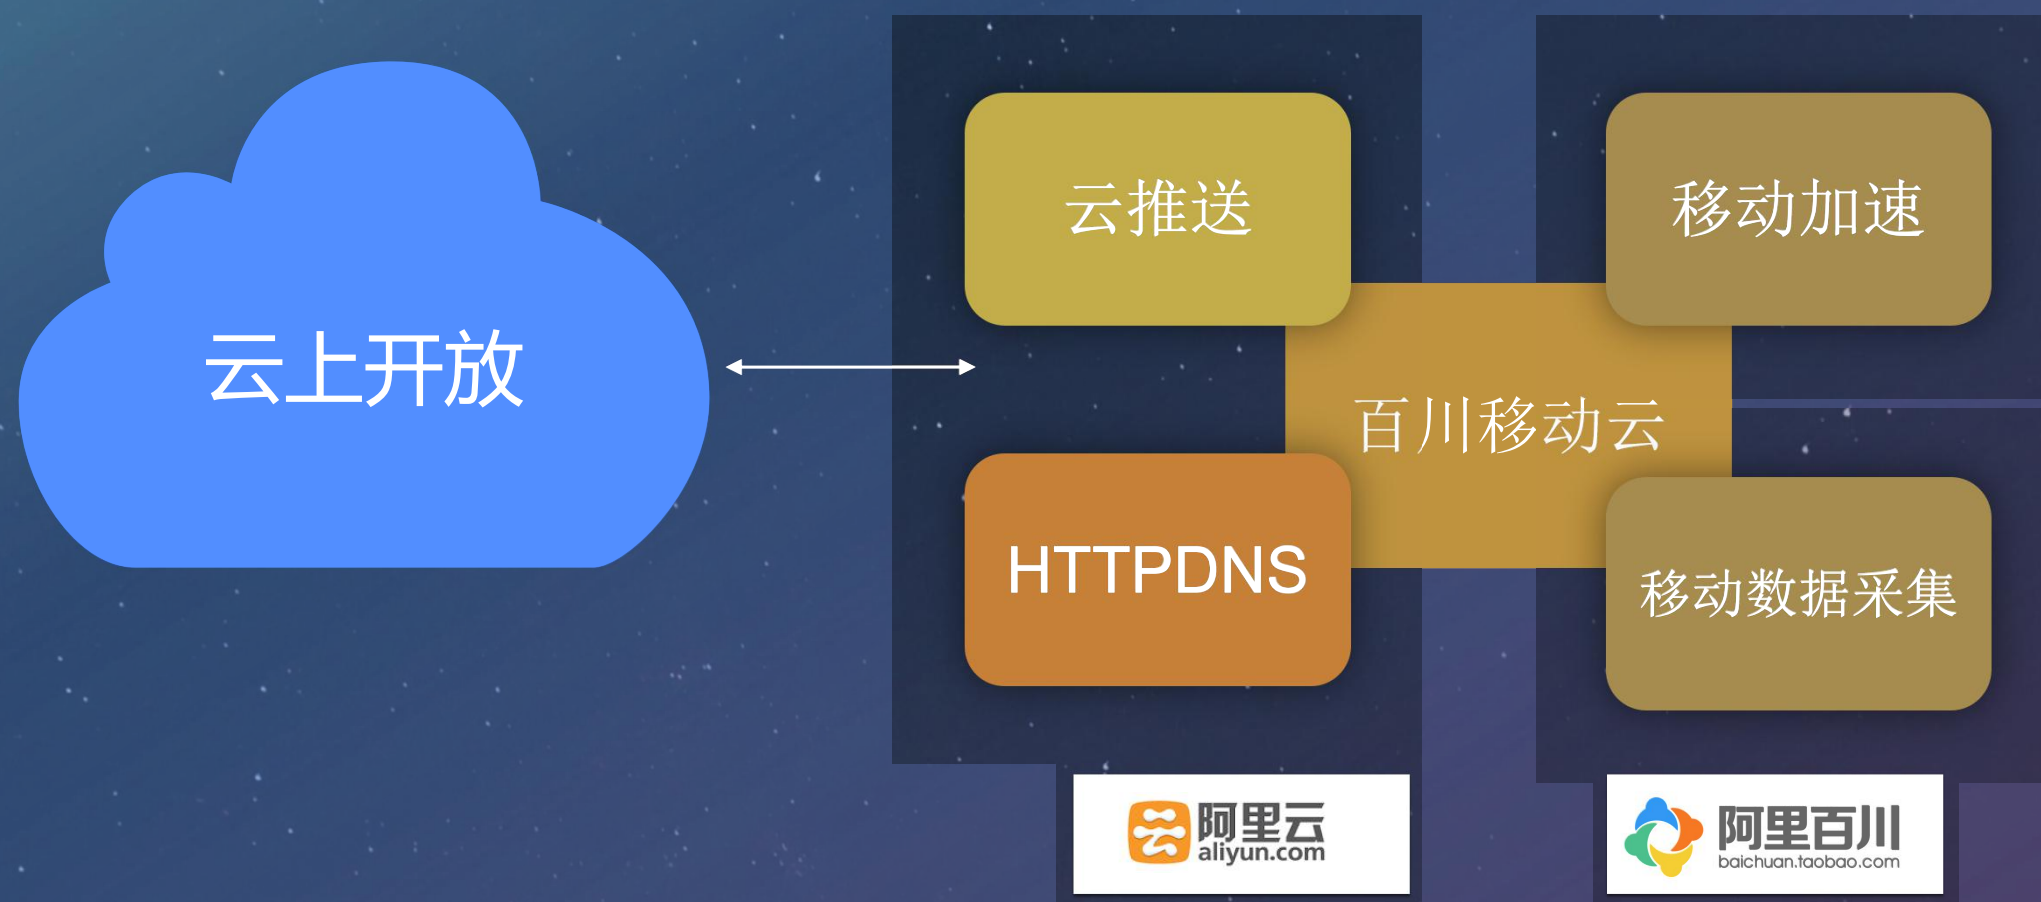 云上开放
云推送
移动加速
百川移动云
HTTPDNS
移动数据采集
阿里云
aliyun.com
阿里百川
baichuan.taobao.com